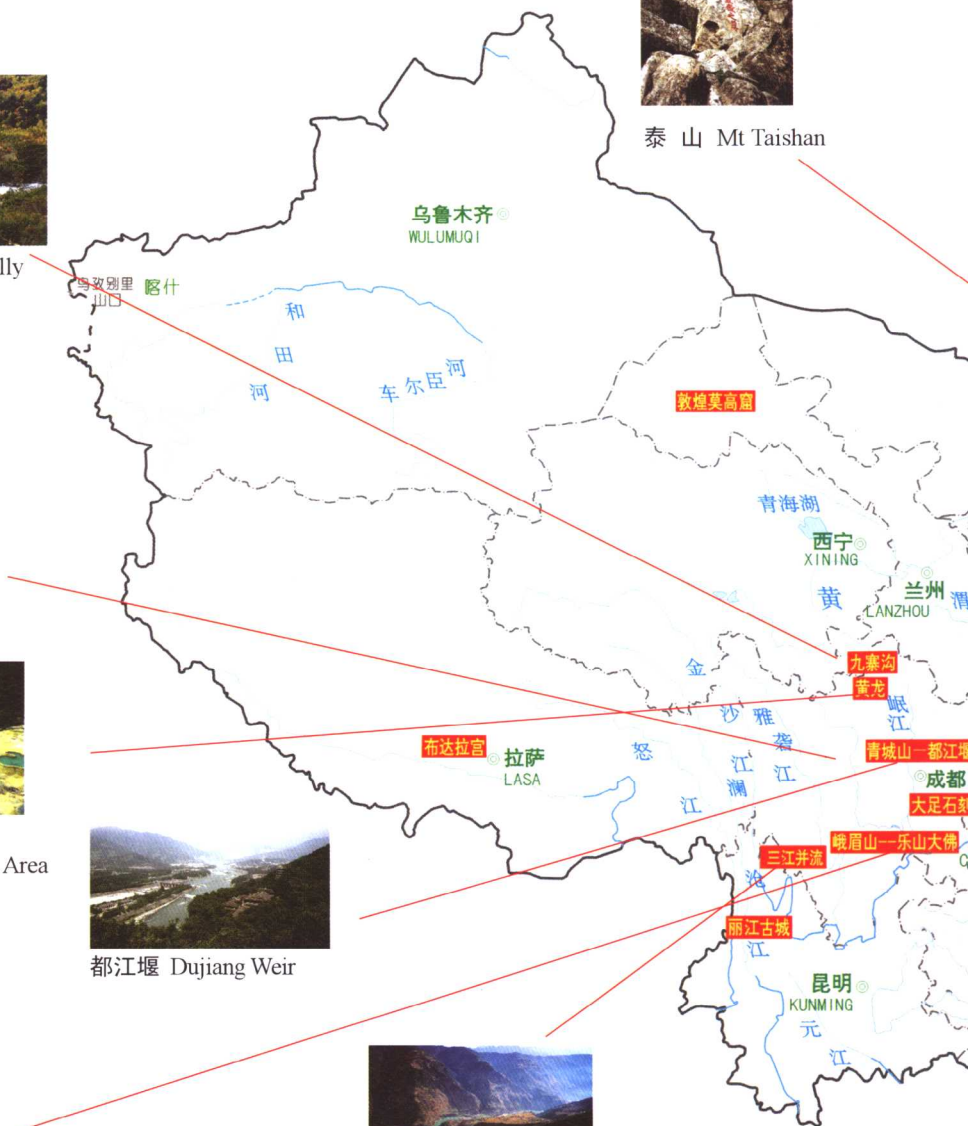 泰 山 Mt Taishan
乌鲁木齐
WULUMUQI
lly
乌孜别里
山口
喀什
和
田
河
车尔臣河
敦煌莫高窟
青海湖
西宁
XINING
兰州
LANZHOU
渭
黄
九寨沟
黄龙
岷
江
金
沙
江
雅
砻
江
怒
江
澜
沧
江
青城山—都江堰
布达拉宫
拉萨
LASA
成都
大足石刻
峨眉山--乐山大佛
三江并流
Area
丽江古城
都江堰 Dujiang Weir
昆明
KUNMING
元
江